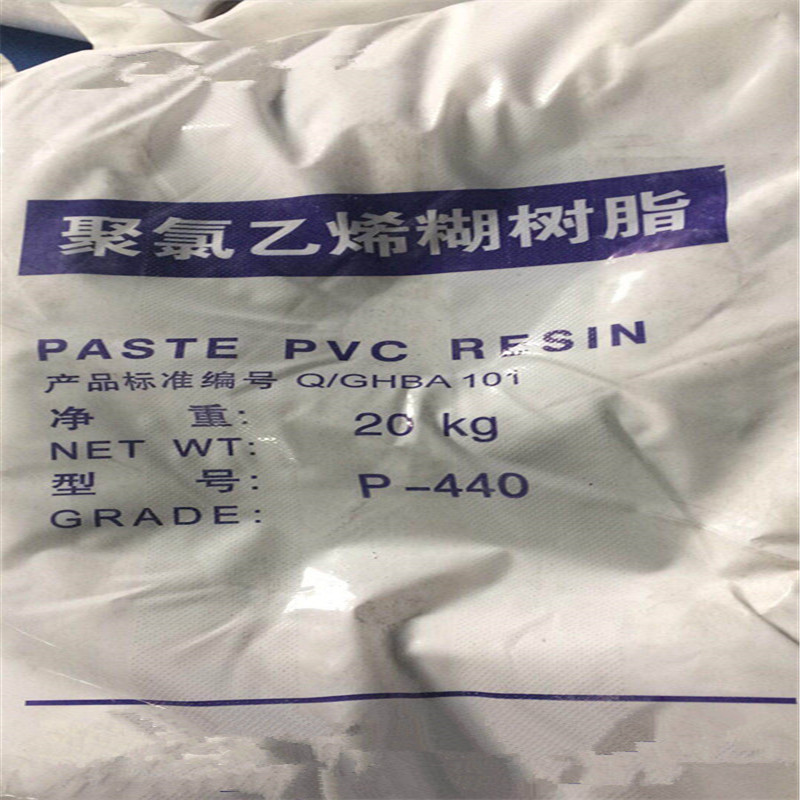 聚氯乙烯糊树脂
PASTE PVC RESIN
产品标准编号 Q/GHBA 101
净 重: 20 kg
NET WT:
型 号: P-440
GRADE: